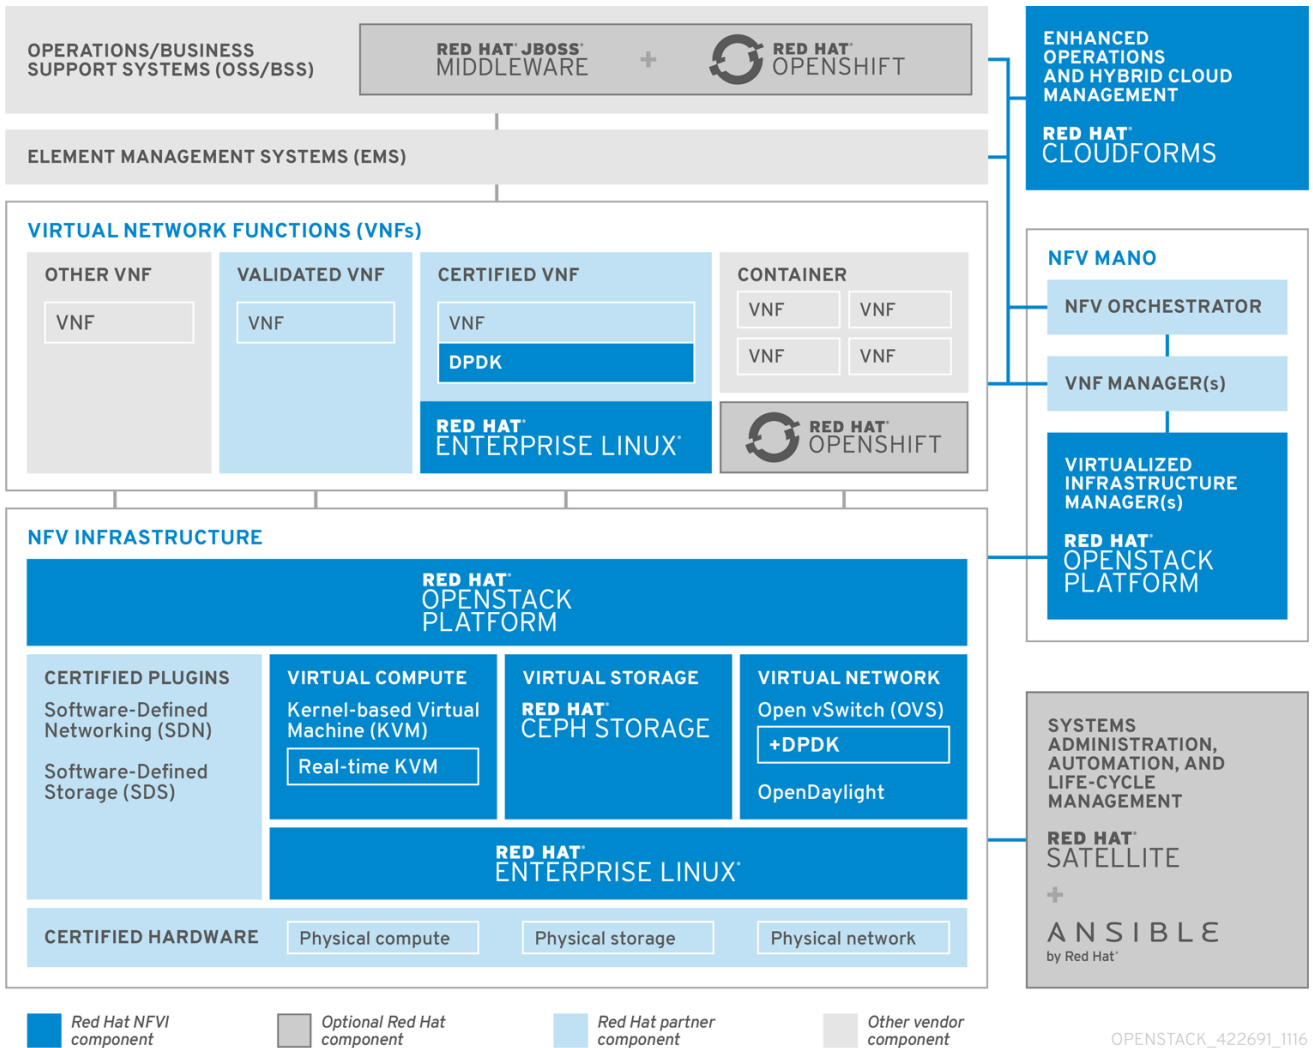 OPERATIONS/BUSINESS
SUPPORT SYSTEMS (OSS/BSS)
RED HAT® JBOSS®
MIDDLEWARE
+
RED HAT®
OPENSHIFT
ELEMENT MANAGEMENT SYSTEMS (EMS)
VIRTUAL NETWORK FUNCTIONS (VNFs)
OTHER VNF
VNF
VALIDATED VNF
VNF
CERTIFIED VNF
VNF
DPDK
RED HAT®
ENTERPRISE LINUX®
CONTAINER
VNF
VNF
VNF
VNF
RED HAT®
OPENSHIFT
NFV INFRASTRUCTURE
RED HAT®
OPENSTACK
PLATFORM
CERTIFIED PLUGINS
Software-Defined
Networking (SDN)
Software-Defined
Storage (SDS)
VIRTUAL COMPUTE
Kernel-based Virtual
Machine (KVM)
Real-time KVM
VIRTUAL STORAGE
RED HAT®
CEPH STORAGE
VIRTUAL NETWORK
Open vSwitch (OVS)
+DPDK
OpenDaylight
RED HAT®
ENTERPRISE LINUX®
CERTIFIED HARDWARE
Physical compute
Physical storage
Physical network
ENHANCED
OPERATIONS
AND HYBRID CLOUD
MANAGEMENT
RED HAT®
CLOUDFORMS
NFV MANO
NFV ORCHESTRATOR
VNF MANAGER(s)
VIRTUALIZED
INFRASTRUCTURE
MANAGER(s)
RED HAT®
OPENSTACK
PLATFORM
SYSTEMS
ADMINISTRATION,
AUTOMATION, AND
LIFE-CYCLE
MANAGEMENT
RED HAT®
SATELLITE
+
ANSIBLE
by Red Hat®
Red Hat NFVI
component
Optional Red Hat
component
Red Hat partner
component
Other vendor
component
OPENSTACK_422691_1116